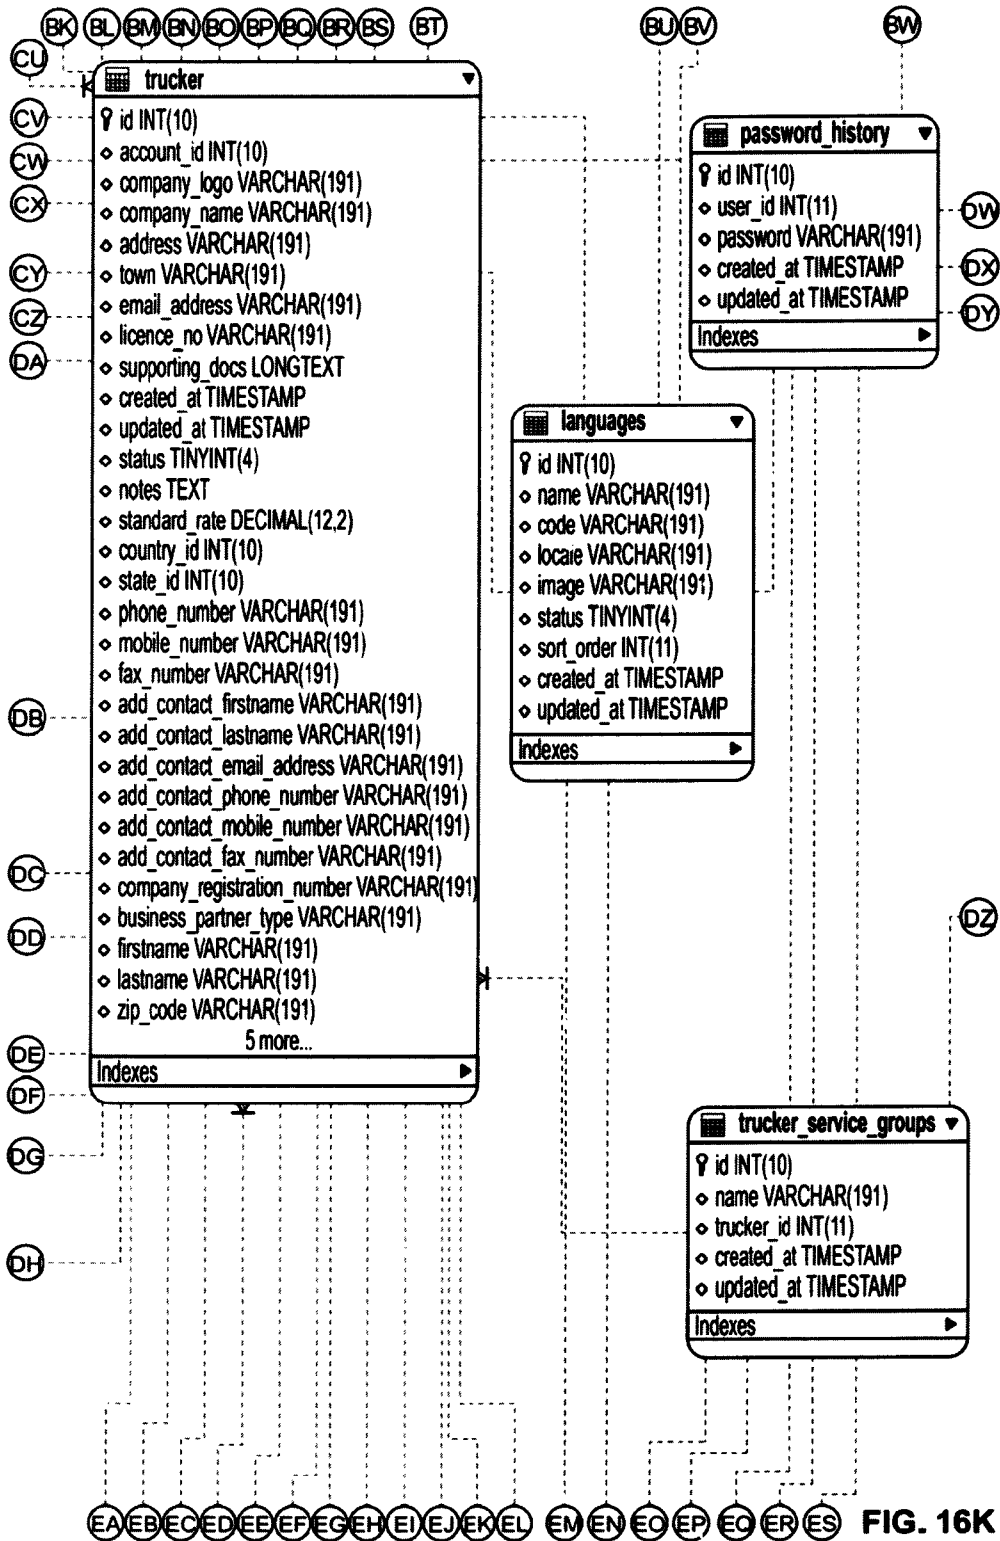 BK BL BM BN BO BP BQ BR BS BT BU BV BW
CU
trucker
CV
id INT(10)
account_id INT(10)
CW
company_logo VARCHAR(191)
CX
company_name VARCHAR(191)
address VARCHAR(191)
CY
town VARCHAR(191)
email_address VARCHAR(191)
CZ
licence_no VARCHAR(191)
DA
supporting_docs LONGTEXT
created_at TIMESTAMP
updated_at TIMESTAMP
status TINYINT(4)
notes TEXT
standard_rate DECIMAL(12,2)
country_id INT(10)
state_id INT(10)
phone_number VARCHAR(191)
mobile_number VARCHAR(191)
fax_number VARCHAR(191)
DB
add_contact_firstname VARCHAR(191)
add_contact_lastname VARCHAR(191)
add_contact_email_address VARCHAR(191)
add_contact_phone_number VARCHAR(191)
add_contact_mobile_number VARCHAR(191)
add_contact_fax_number VARCHAR(191)
DC
company_registration_number VARCHAR(191)
business_partner_type VARCHAR(191)
DD
firstname VARCHAR(191)
lastname VARCHAR(191)
zip_code VARCHAR(191)
5 more...
DE
Indexes
DF
DG
DH
password_history
id INT(10)
user_id INT(11)
DW
password VARCHAR(191)
created_at TIMESTAMP
DX
updated_at TIMESTAMP
DY
Indexes
languages
id INT(10)
name VARCHAR(191)
code VARCHAR(191)
locale VARCHAR(191)
image VARCHAR(191)
status TINYINT(4)
sort_order INT(11)
created_at TIMESTAMP
updated_at TIMESTAMP
Indexes
DZ
trucker_service_groups
id INT(10)
name VARCHAR(191)
trucker_id INT(11)
created_at TIMESTAMP
updated_at TIMESTAMP
Indexes
EA EB EC ED EE EF EG EH EI EJ EK EL EM EN EO EP EQ ER ES
FIG. 16K